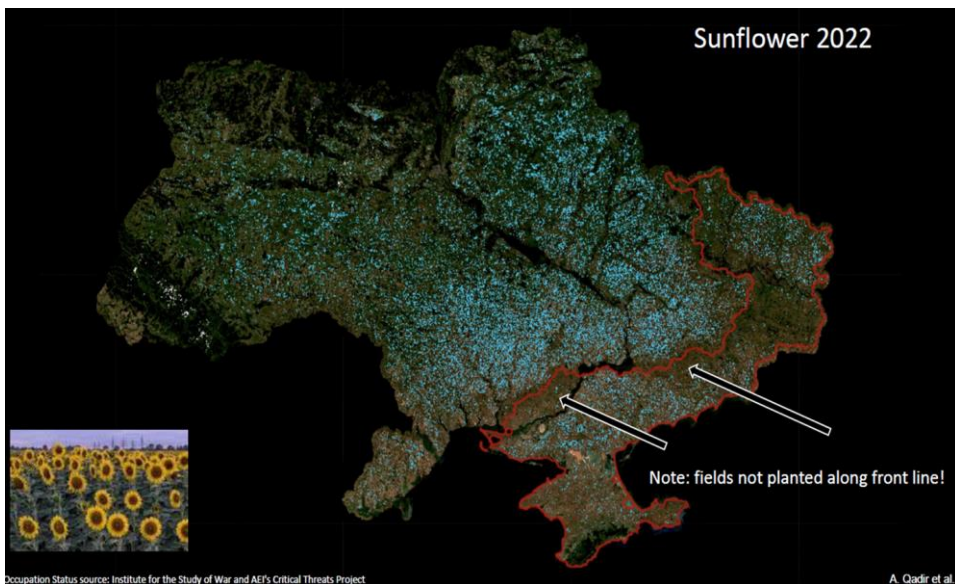 Sunflower 2022
Note: fields not planted along front line!
Occupation Status source: Institute for the Study of War and AEI's Critical Threats Project
A. Qadir et al.